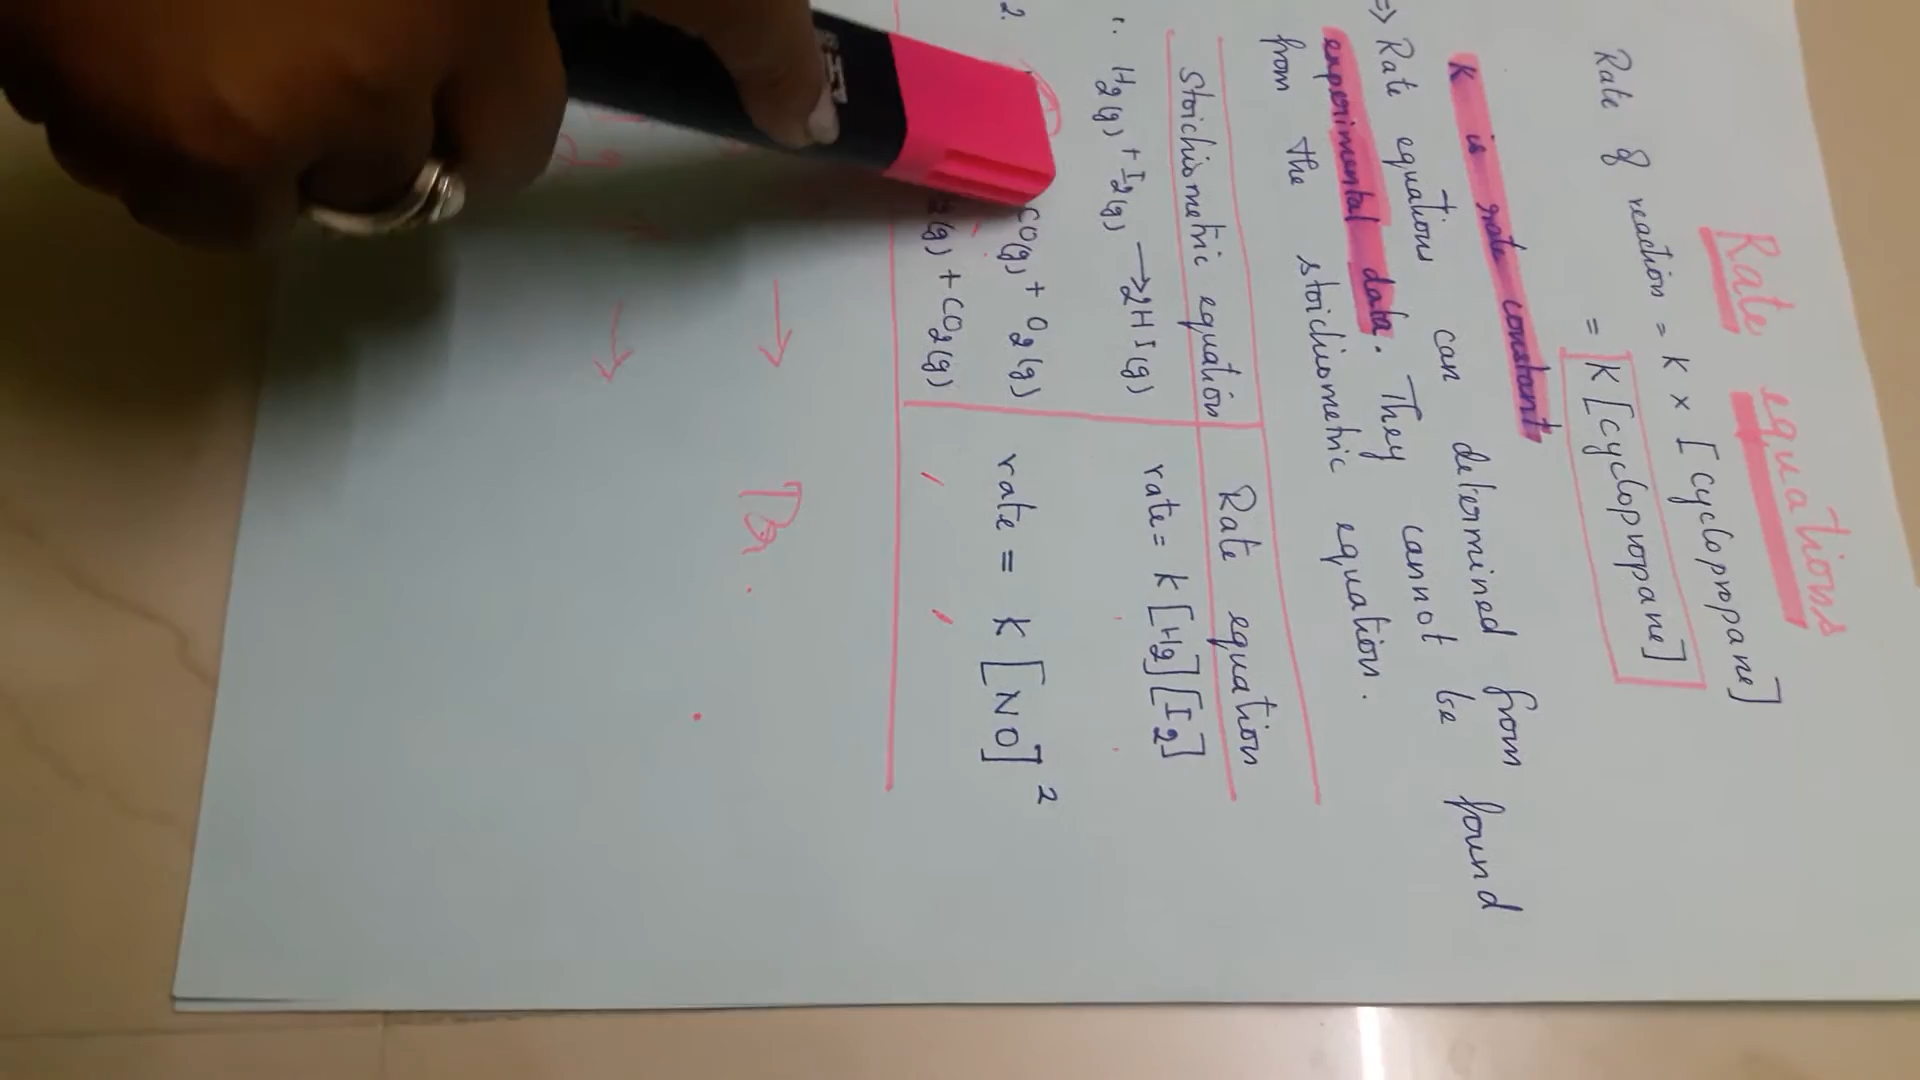 Rate equations
Rate of reaction = K x [cyclopropane]
= K [cyclopropane]
K is rate constant
=> Rate equations can determined from
experimental data. They cannot be found
from the stoichiometric equation.
Stoichiometric equation Rate equation
1. H2(g) + I2(g) → 2HI(g) rate = K [H2] [I2]
2. CO(g) + O2(g) rate = K [NO]2
(g) + CO2(g)